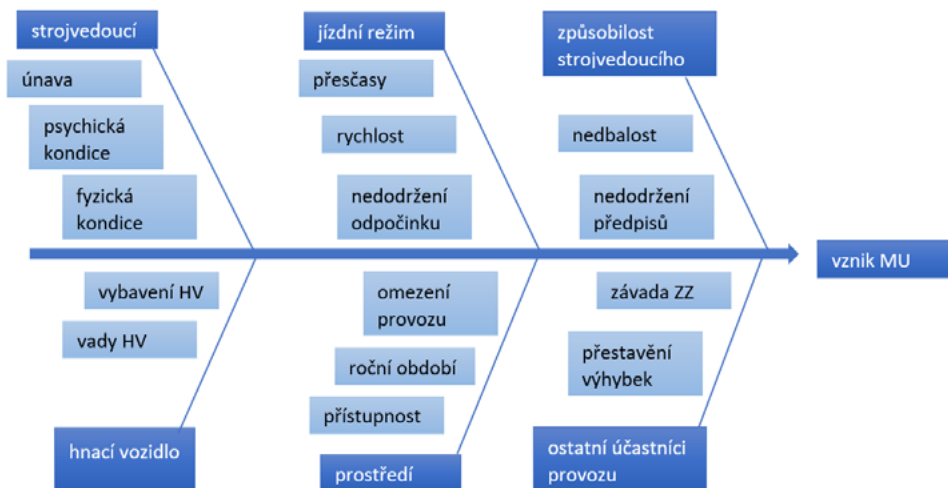 strojvedoucí
únava
psychická
kondice
fyzická
kondice
jízdní režim
přesčasy
rychlost
nedodržení
odpočinku
způsobilost
strojvedoucího
nedbalost
nedodržení
předpisů
vznik MU
vybavení HV
vady HV
hnací vozidlo
omezení
provozu
roční období
přístupnost
prostředí
závada ZZ
přestavění
výhybek
ostatní účastníci
provozu